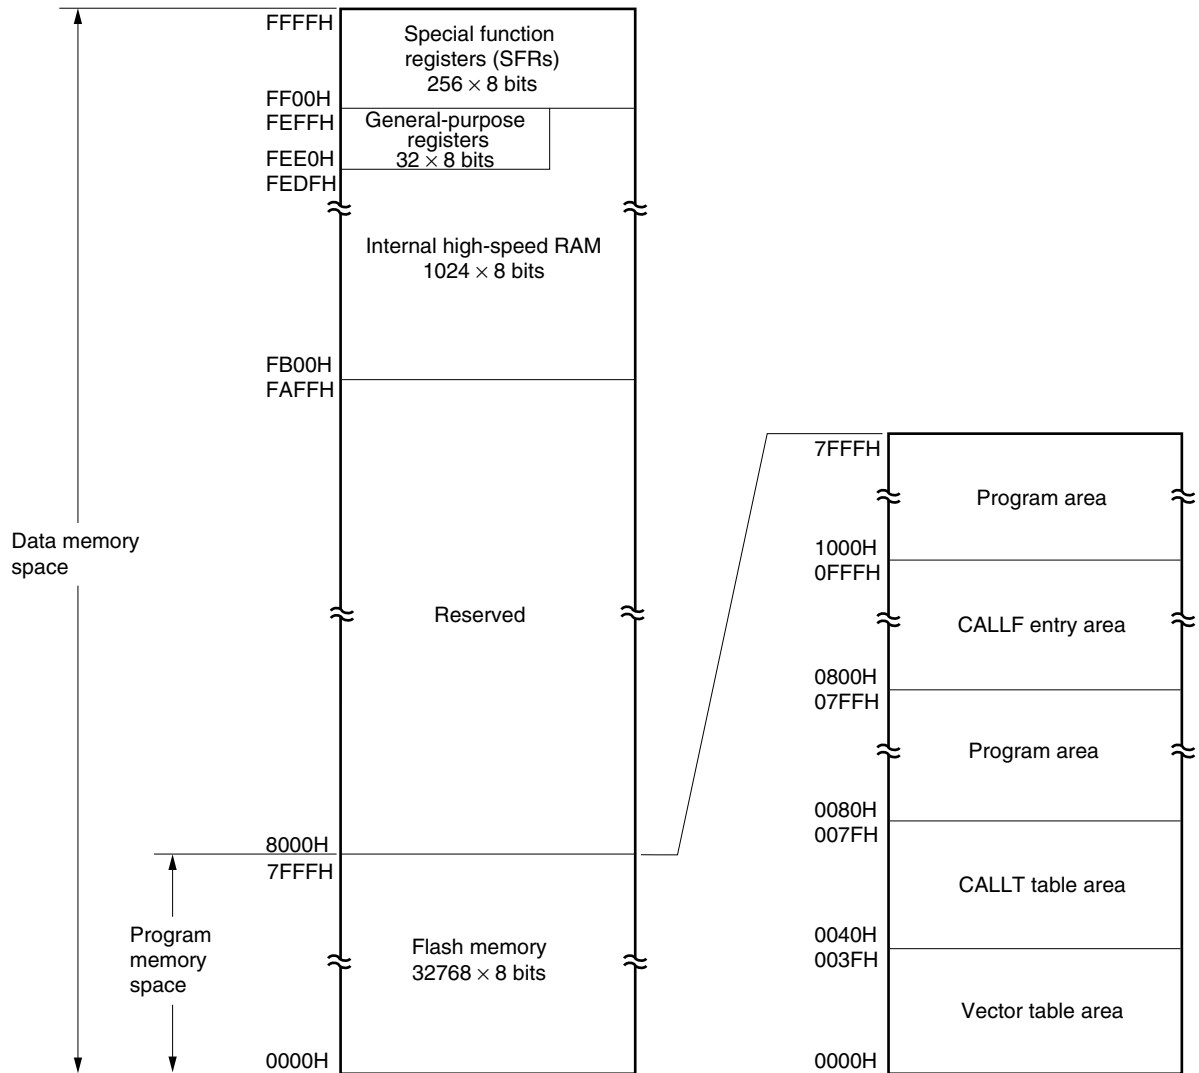 FFFFH
Special function
registers (SFRs)
256 × 8 bits
FF00H
FEFFH
General-purpose
registers
32 × 8 bits
FEE0H
FEDFH
Internal high-speed RAM
1024 × 8 bits
FB00H
FAFFH
Data memory
space
Reserved
8000H
7FFFH
Program
memory
space
Flash memory
32768 × 8 bits
0000H
7FFFH
Program area
1000H
0FFFH
CALLF entry area
0800H
07FFH
Program area
0080H
007FH
CALLT table area
0040H
003FH
Vector table area
0000H